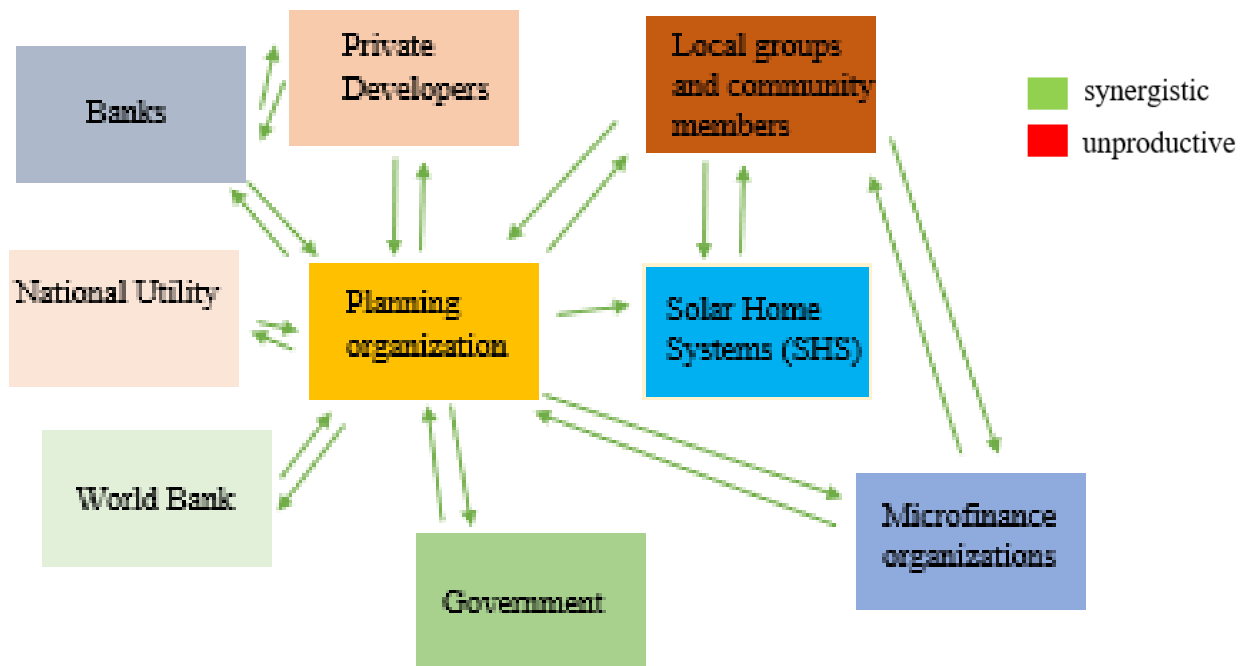 Private
Developers
Local groups
and community
members
Banks
synergistic
unproductive
National Utility
Planning
organization
Solar Home
Systems (SHS)
World Bank
Microfinance
organizations
Government